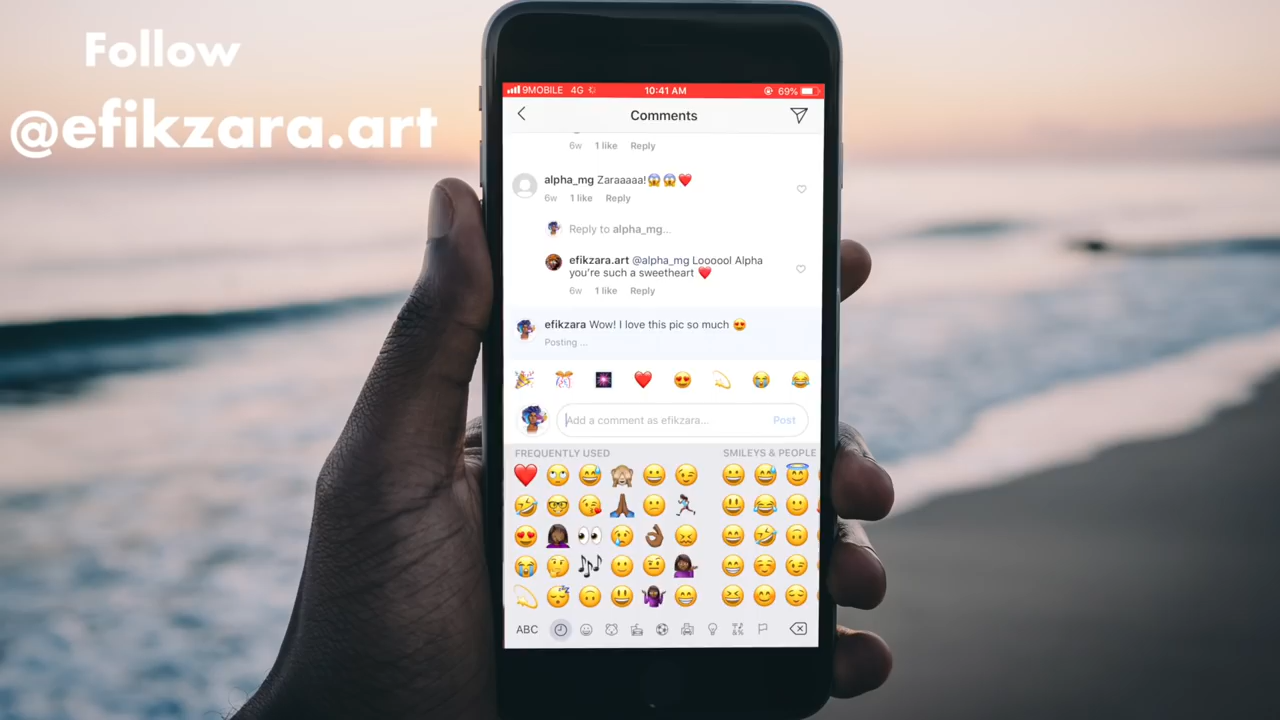 Follow
@efikzara.art
9MOBILE 4G 10:41 AM 69%
Comments
6w 1 like Reply
alpha_mg Zaraaaaa!😱😱❤️
6w 1 like Reply
Reply to alpha_mg...
efikzara.art @alpha_mg Loooool Alpha
you're such a sweetheart ❤️
6w 1 like Reply
efikzara Wow! I love this pic so much 😍
Posting ...
Add a comment as efikzara... Post
FREQUENTLY USED SMILEYS & PEOPLE
ABC